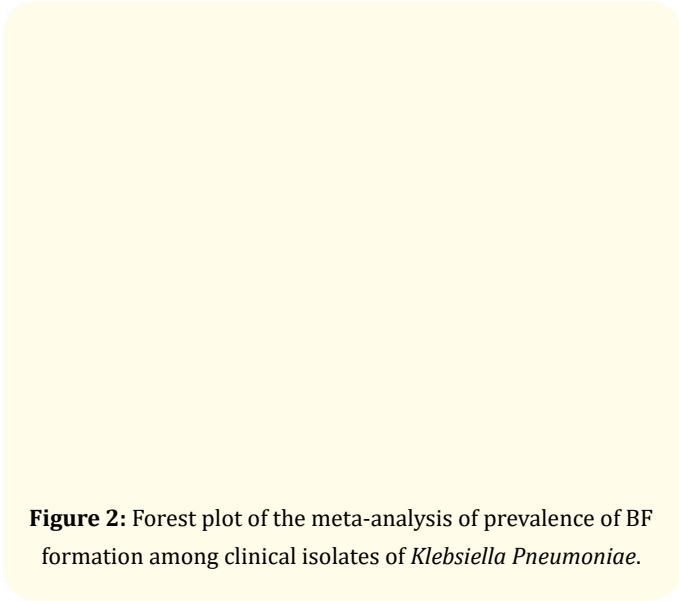 Figure 2: Forest plot of the meta-analysis of prevalence of BF
formation among clinical isolates of Klebsiella Pneumoniae.